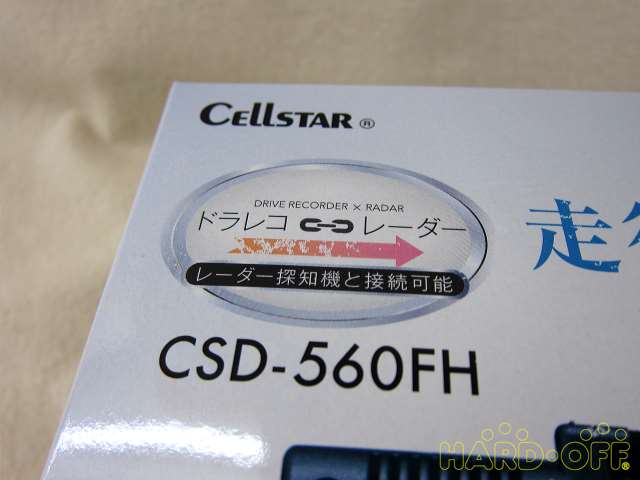 CELLSTAR ®
DRIVE RECORDER × RADAR
ドラレコ レーダー
レーダー探知機と接続可能
走
CSD-560FH
HARD-OFF